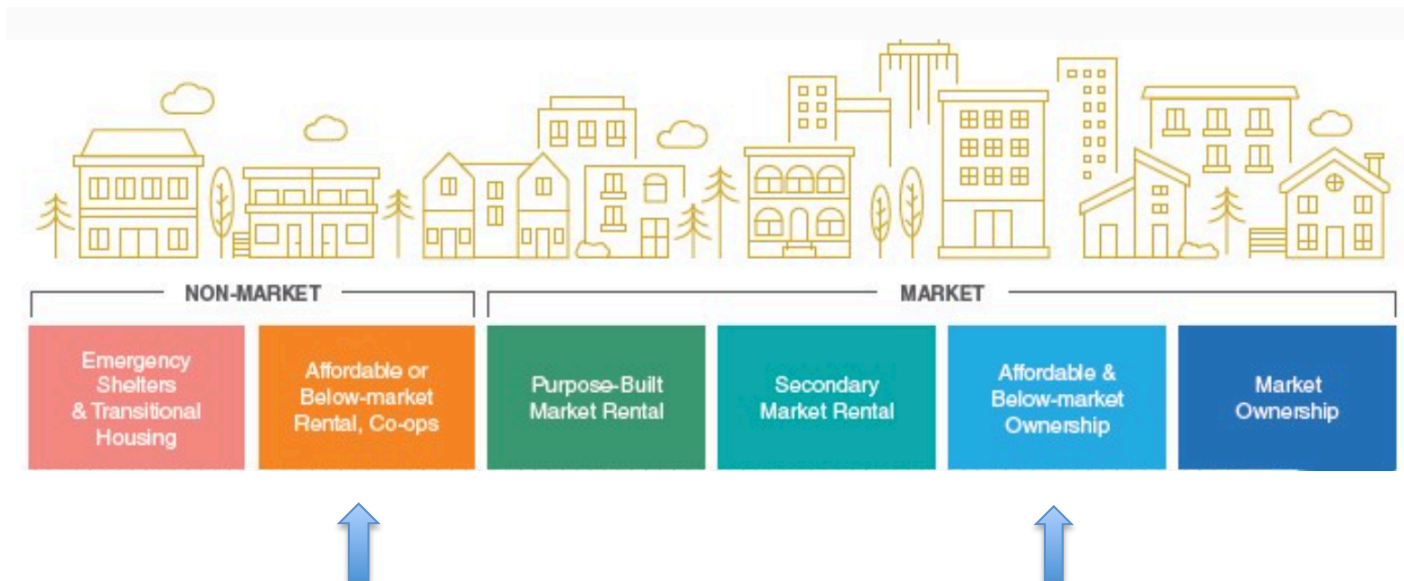 NON-MARKET
MARKET
Emergency
Shelters
& Transitional
Housing
Affordable or
Below-market
Rental, Co-ops
Purpose-Built
Market Rental
Secondary
Market Rental
Affordable &
Below-market
Ownership
Market
Ownership